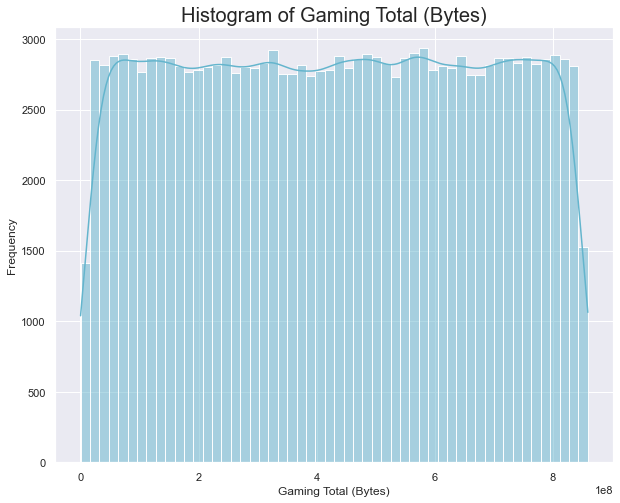 Histogram of Gaming Total (Bytes)
3000
2500
2000
1500
1000
500
0
Frequency
0 2 4 6 8
1e8
Gaming Total (Bytes)